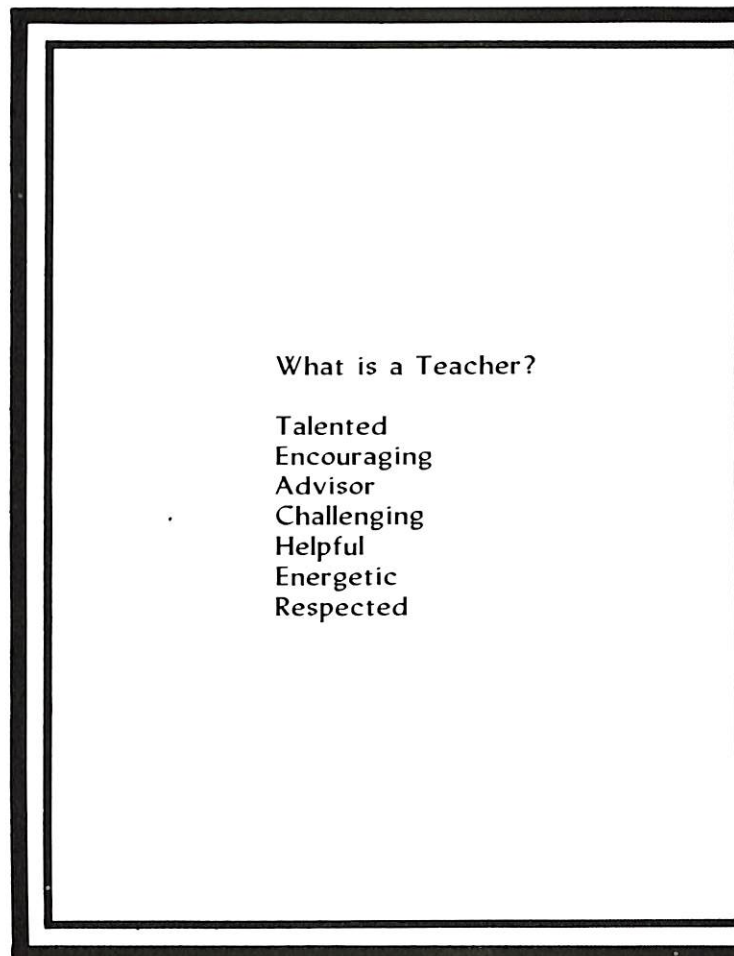 What is a Teacher?
Talented
Encouraging
Advisor
Challenging
Helpful
Energetic
Respected